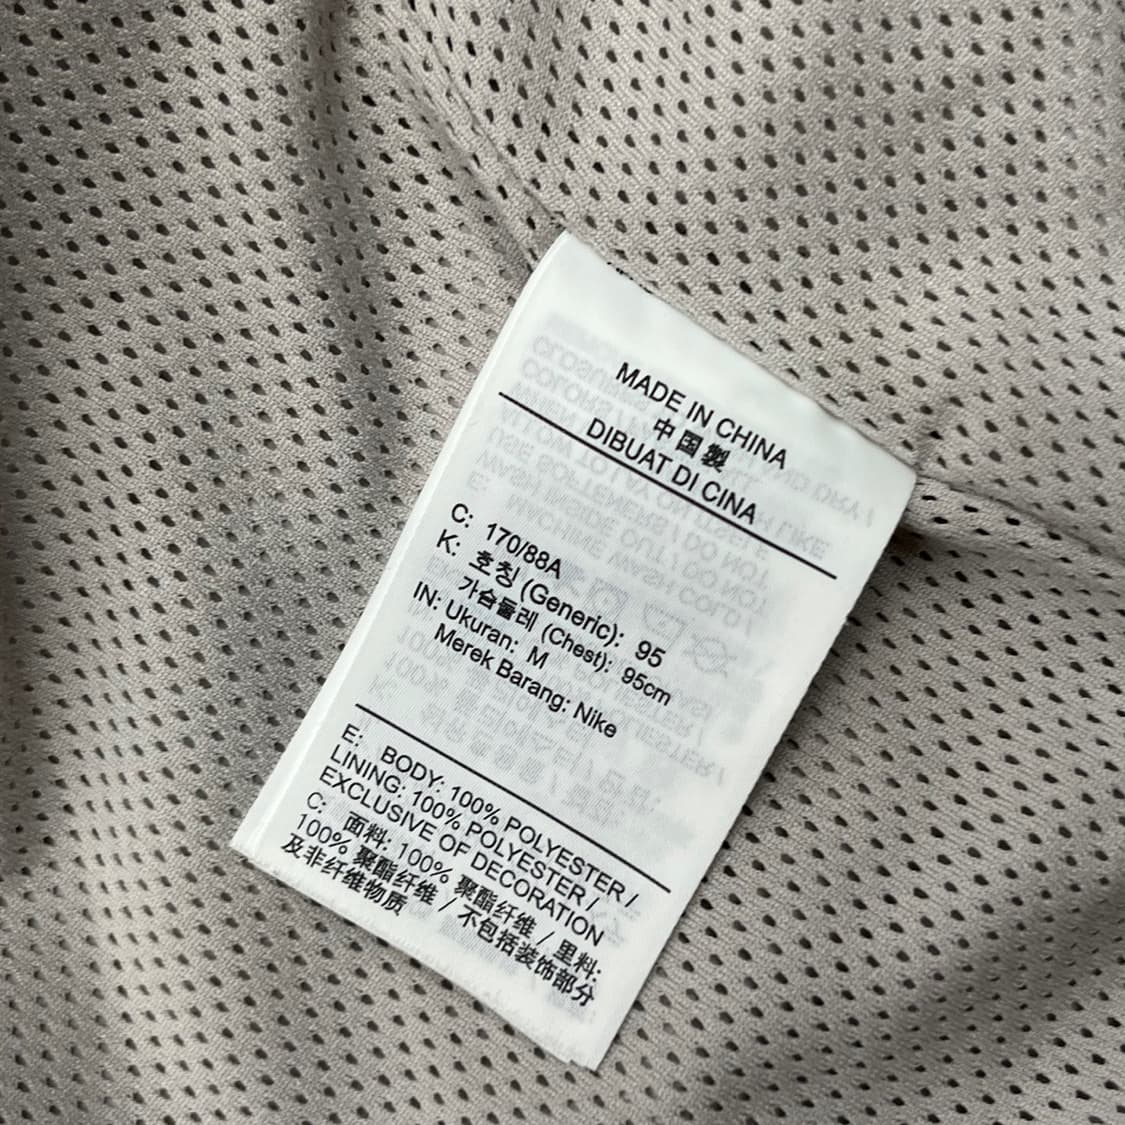 MADE IN CHINA
中国製
DIBUAT DI CINA
C: 170/88A
K: 호칭 (Generic): 95
가슴둘레 (Chest): 95cm
IN: Ukuran: M
Merek Barang: Nike
E: BODY: 100% POLYESTER /
LINING: 100% POLYESTER /
EXCLUSIVE OF DECORATION
C: 面料: 100% 聚酯纤维 / 里料:
100% 聚酯纤维 / 不包括装饰部分
及非纤维物质